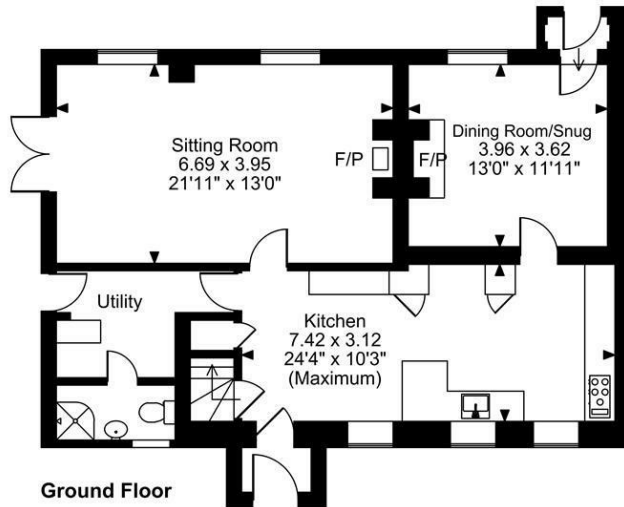 Sitting Room
6.69 x 3.95
21'11" x 13'0"
F/P
F/P
Dining Room/Snug
3.96 x 3.62
13'0" x 11'11"
Utility
Kitchen
7.42 x 3.12
24'4" x 10'3"
(Maximum)
Ground Floor